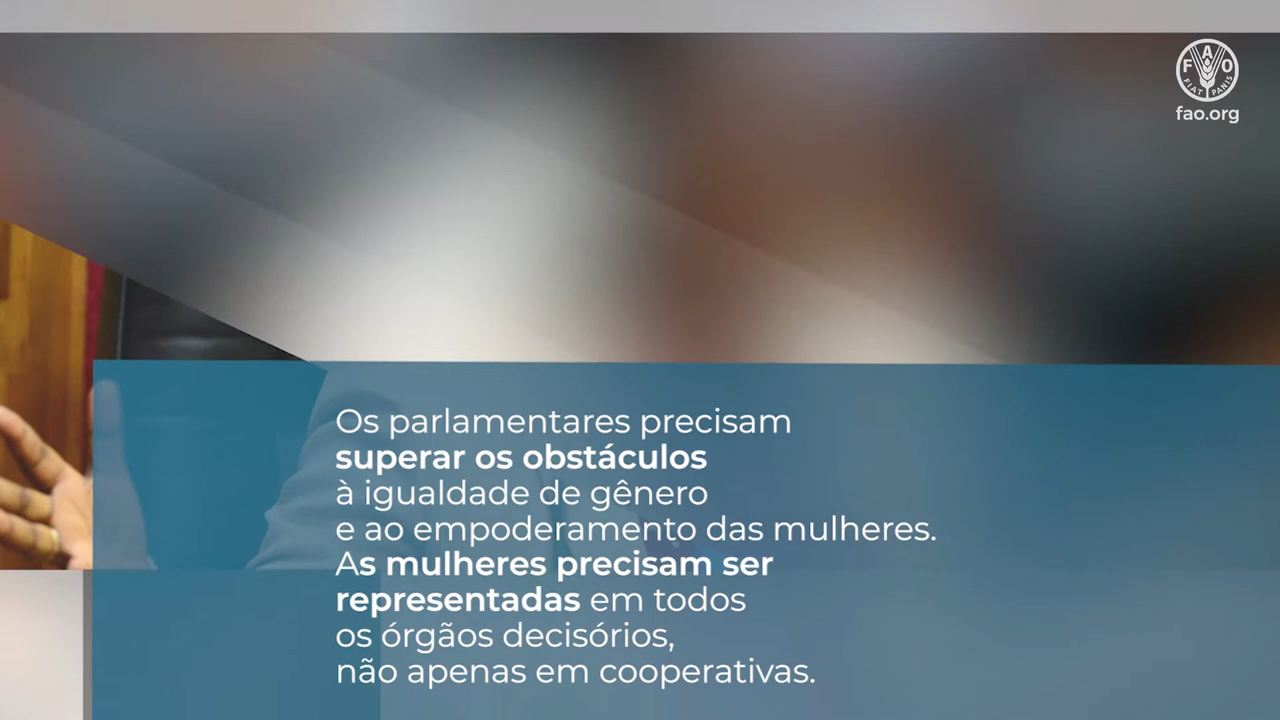 FAO
FIAT PANIS
fao.org
Os parlamentares precisam
superar os obstáculos
à igualdade de gênero
e ao empoderamento das mulheres.
As mulheres precisam ser
representadas em todos
os órgãos decisórios,
não apenas em cooperativas.